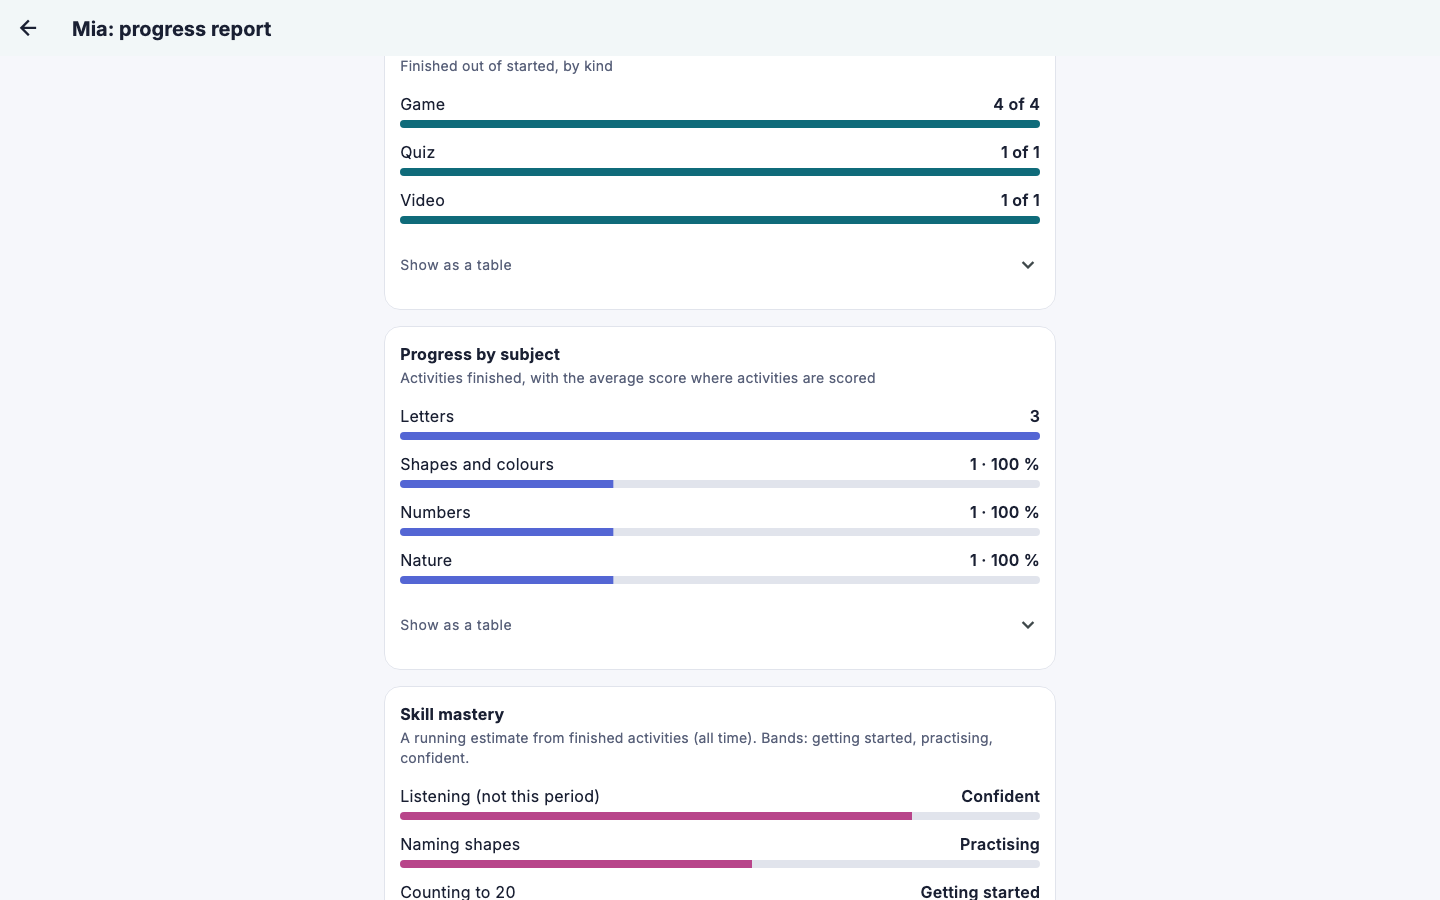 Mia: progress report
Finished out of started, by kind
Game 4 of 4
Quiz 1 of 1
Video 1 of 1
Show as a table
Progress by subject
Activities finished, with the average score where activities are scored
Letters 3
Shapes and colours 1 · 100 %
Numbers 1 · 100 %
Nature 1 · 100 %
Show as a table
Skill mastery
A running estimate from finished activities (all time). Bands: getting started, practising,
confident.
Listening (not this period) Confident
Naming shapes Practising
Counting to 20 Getting started